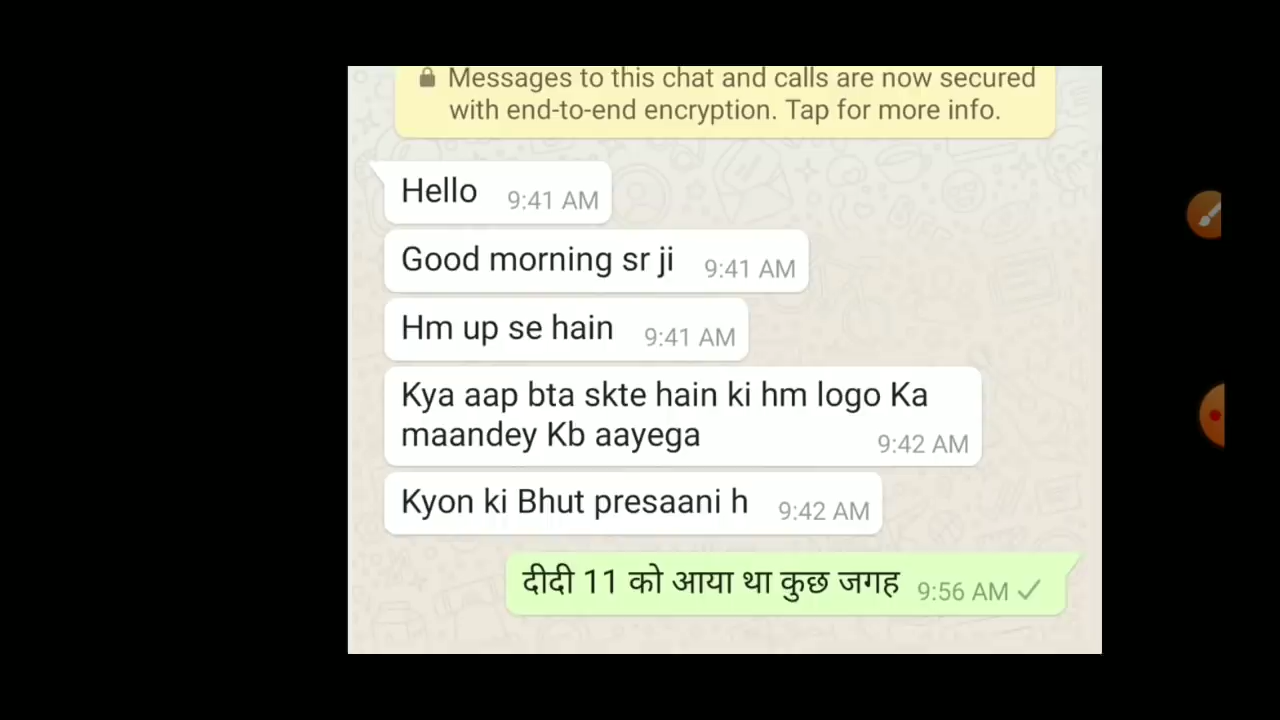 Messages to this chat and calls are now secured
with end-to-end encryption. Tap for more info.
Hello 9:41 AM
Good morning sr ji 9:41 AM
Hm up se hain 9:41 AM
Kya aap bta skte hain ki hm logo Ka
maandey Kb aayega 9:42 AM
Kyon ki Bhut presaani h 9:42 AM
दीदी 11 को आया था कुछ जगह 9:56 AM